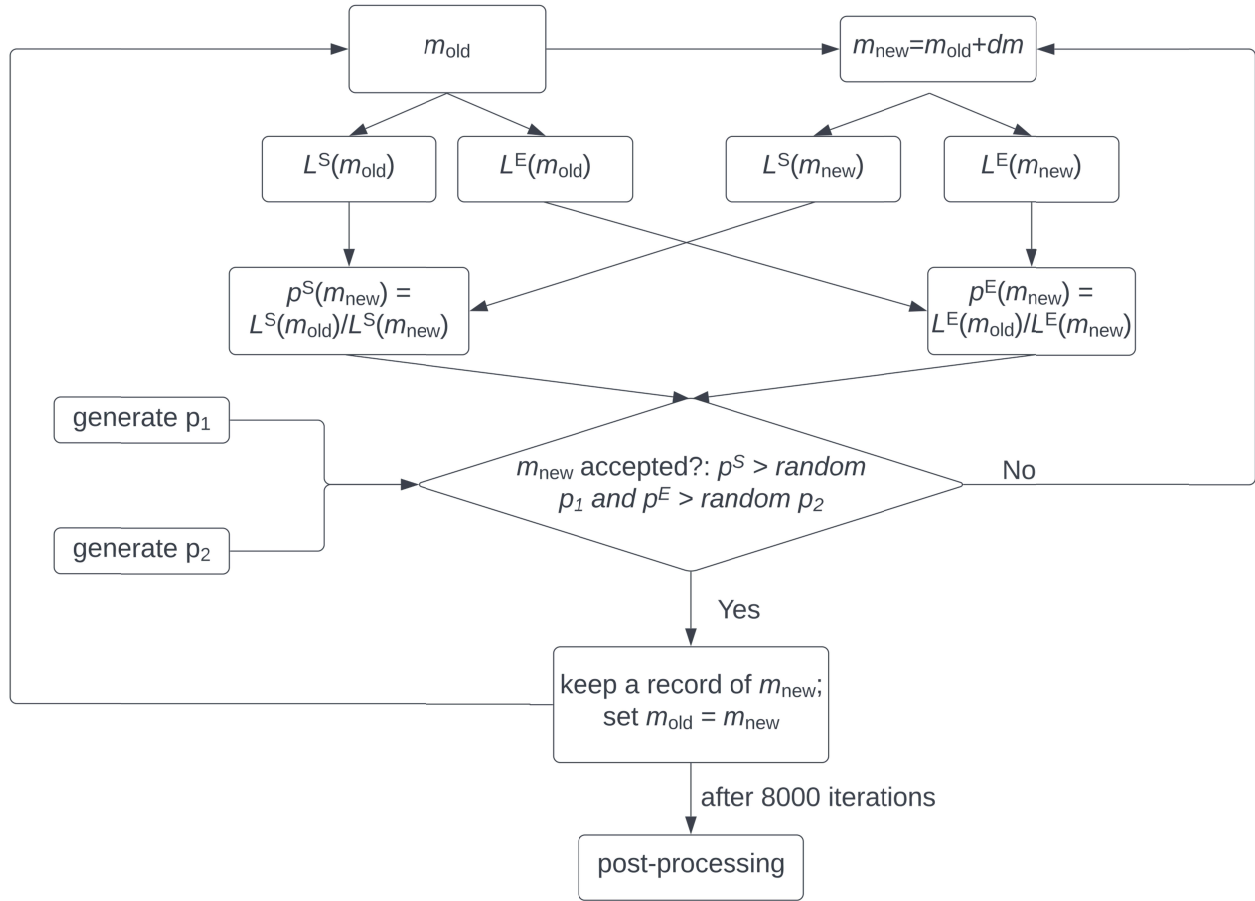 m_old
m_new=m_old+dm
L^S(m_old)
L^E(m_old)
L^S(m_new)
L^E(m_new)
p^S(m_new) =
L^S(m_old)/L^S(m_new)
p^E(m_new) =
L^E(m_old)/L^E(m_new)
generate p_1
m_new accepted?: p^S > random
p_1 and p^E > random p_2
No
generate p_2
Yes
keep a record of m_new;
set m_old = m_new
after 8000 iterations
post-processing